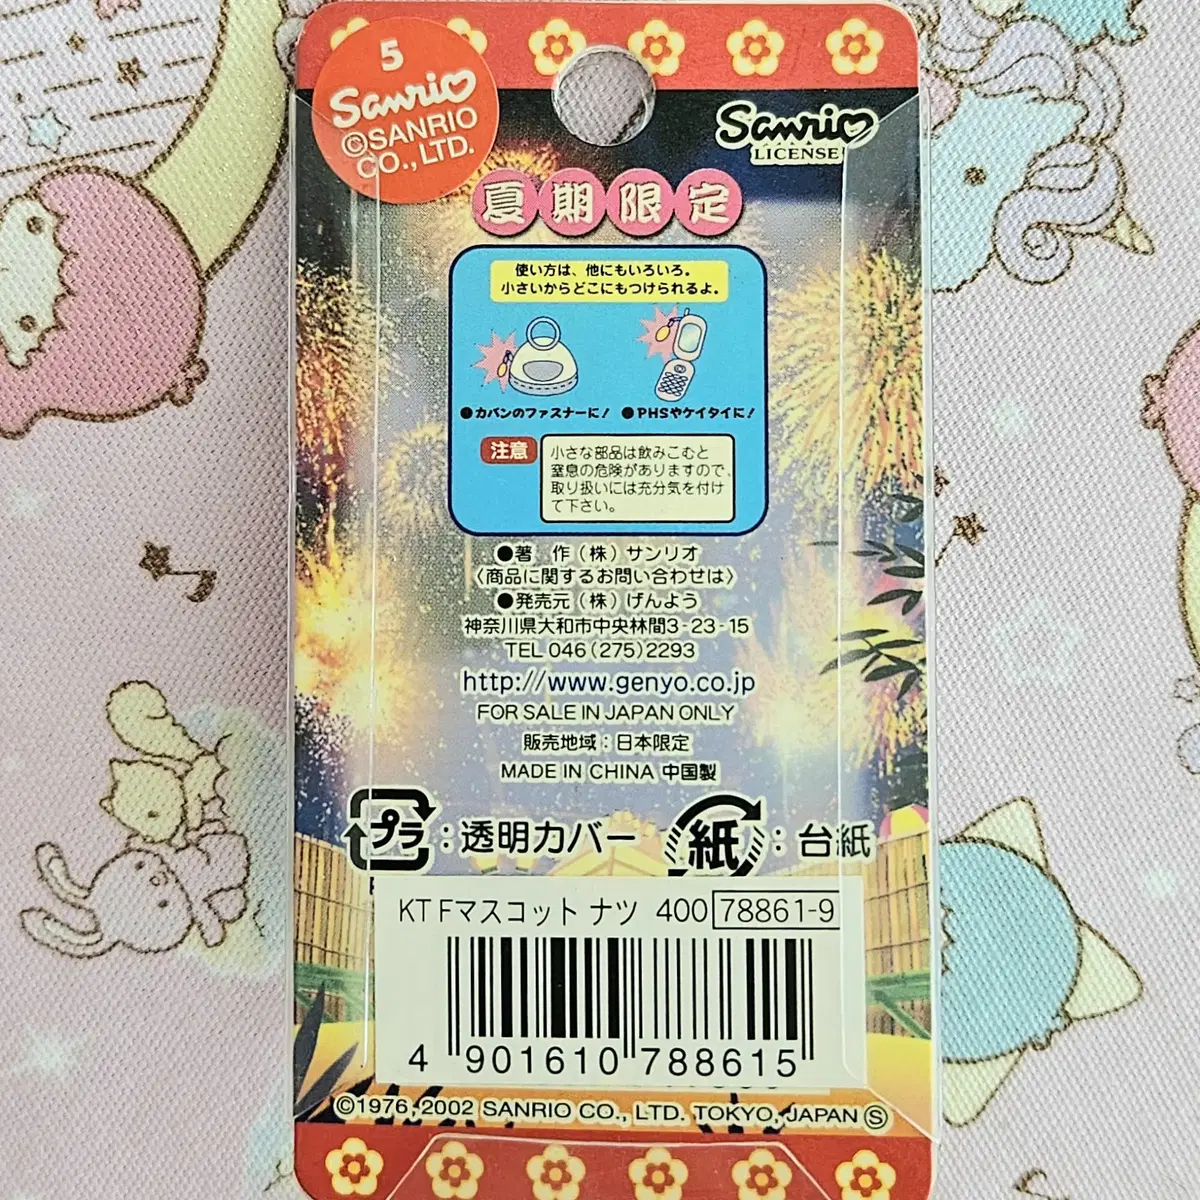 5
Sanrio
©SANRIO
CO., LTD.
Sanrio
LICENSE
夏期限定
使い方は、他にもいろいろ。
小さいからどこにもつけられるよ。
●カバンのファスナーに!
●PHSやケイタイに!
注意
小さな部品は飲みこむと
窒息の危険がありますので、
取り扱いには充分気を付け
て下さい。
●著 作(株)サンリオ
〈商品に関するお問い合わせは〉
●発売元(株)げんよう
神奈川県大和市中央林間3-23-15
TEL 046(275)2293
http://www.genyo.co.jp
FOR SALE IN JAPAN ONLY
販売地域:日本限定
MADE IN CHINA 中国製
プラ:透明カバー
紙:台紙
KT Fマスコット ナツ 400 78861-9
4 901610 788615
©1976, 2002 SANRIO CO., LTD. TOKYO, JAPAN Ⓢ